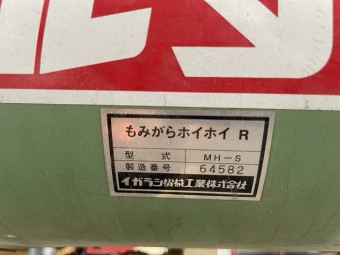 もみがらホイホイ R
型式 MH-S
製造番号 64582
イガラシ機械工業株式会社